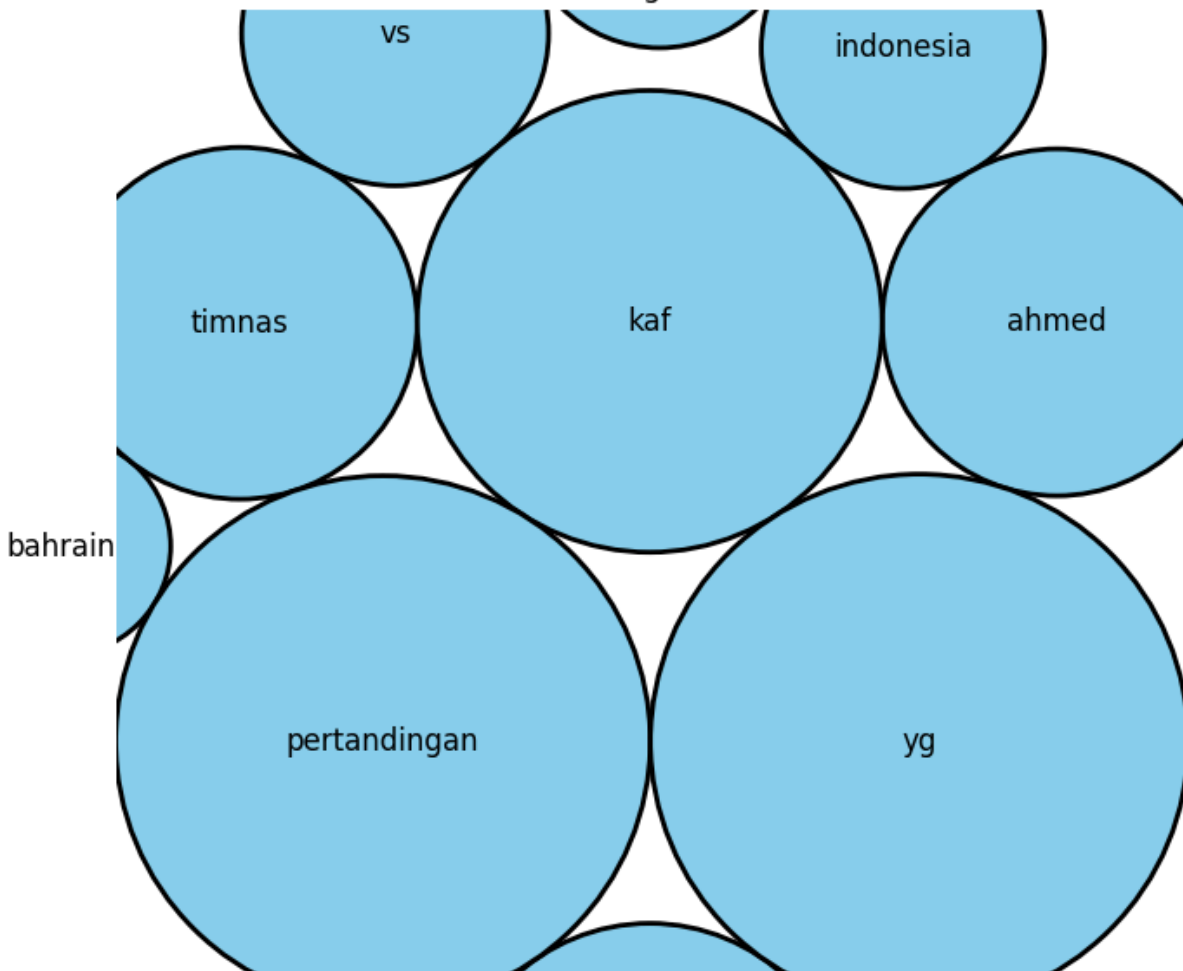 vs
indonesia
timnas
kaf
ahmed
bahrain
pertandingan
yg